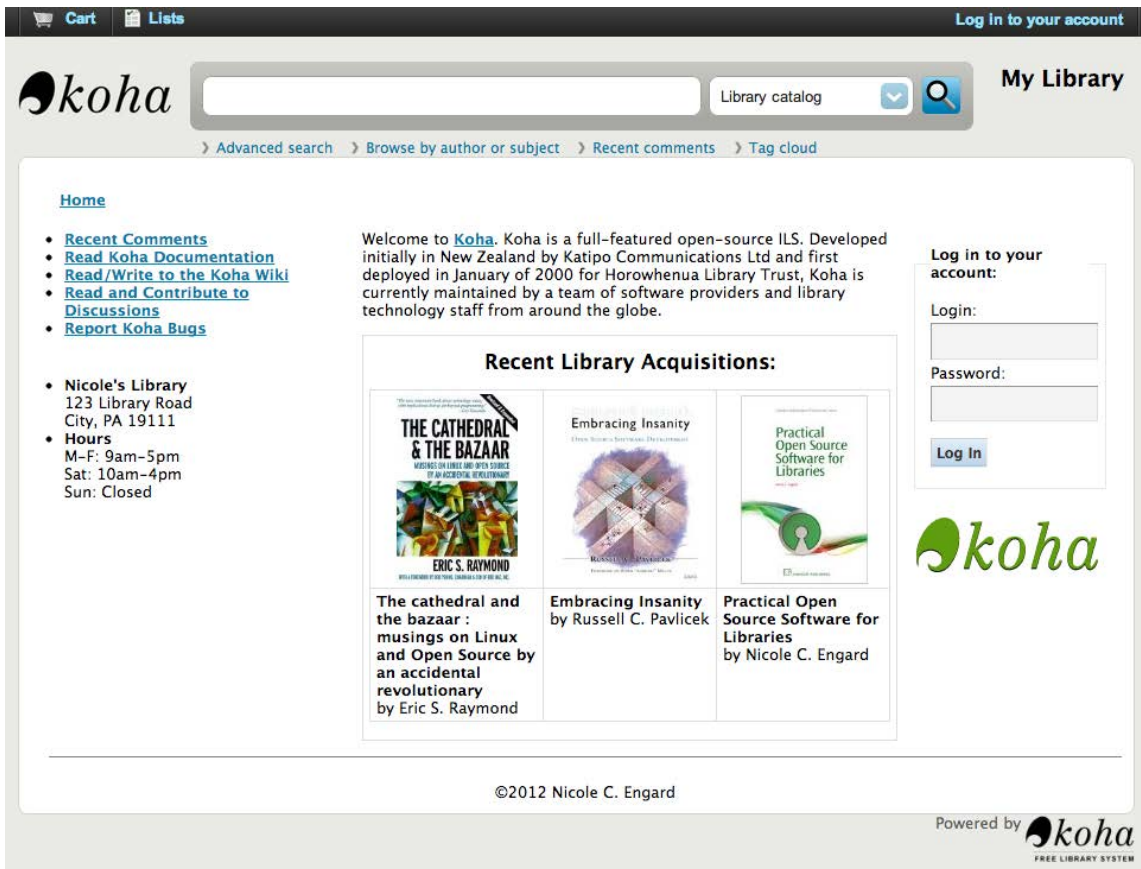 Cart
Lists
Log in to your account
koha
Library catalog
My Library
Advanced search
Browse by author or subject
Recent comments
Tag cloud
Home
Recent Comments
Read Koha Documentation
Read/Write to the Koha Wiki
Read and Contribute to
Discussions
Report Koha Bugs
Nicole's Library
123 Library Road
City, PA 19111
Hours
M-F: 9am-5pm
Sat: 10am-4pm
Sun: Closed
Welcome to Koha. Koha is a full-featured open-source ILS. Developed
initially in New Zealand by Katipo Communications Ltd and first
deployed in January of 2000 for Horowhenua Library Trust, Koha is
currently maintained by a team of software providers and library
technology staff from around the globe.
Recent Library Acquisitions:
THE CATHEDRAL
& THE BAZAAR
MUSINGS ON LINUX AND OPEN SOURCE
BY AN ACCIDENTAL REVOLUTIONARY
ERIC S. RAYMOND
Embracing Insanity
Open Source Software Development
Russell C. Pavlicek
Practical
Open Source
Software for
Libraries
The cathedral and
the bazaar :
musings on Linux
and Open Source by
an accidental
revolutionary
by Eric S. Raymond
Embracing Insanity
by Russell C. Pavlicek
Practical Open
Source Software for
Libraries
by Nicole C. Engard
Log in to your
account:
Login:
Password:
Log In
koha
©2012 Nicole C. Engard
Powered by
koha
FREE LIBRARY SYSTEM